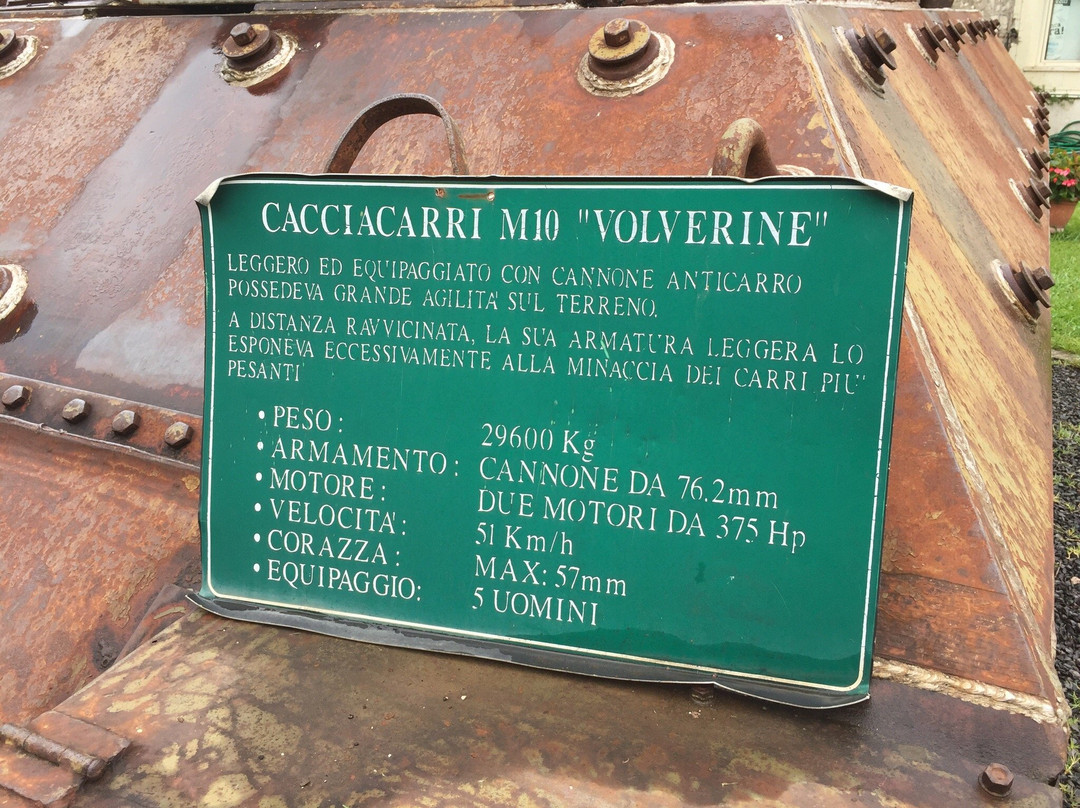 CACCIACARRI M10 "VOLVERINE"
LEGGERO ED EQUIPAGGIATO CON CANNONE ANTICARRO
POSSEDEVA GRANDE AGILITA' SUL TERRENO.
A DISTANZA RAVVICINATA, LA SUA ARMATURA LEGGERA LO
ESPONEVA ECCESSIVAMENTE ALLA MINACCIA DEI CARRI PIU'
PESANTI
• PESO: 29600 Kg
• ARMAMENTO: CANNONE DA 76.2mm
• MOTORE: DUE MOTORI DA 375 Hp
• VELOCITA': 51 Km/h
• CORAZZA: MAX: 57mm
• EQUIPAGGIO: 5 UOMINI